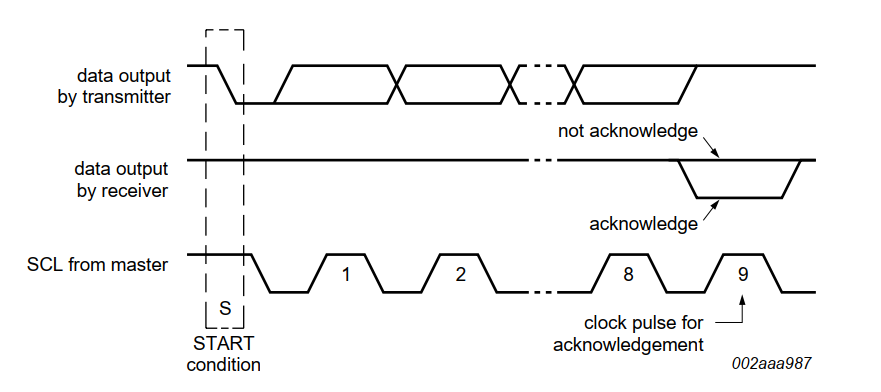 data output
by transmitter
not acknowledge
data output
by receiver
acknowledge
SCL from master
1
2
8
9
S
START
condition
clock pulse for
acknowledgement
002aaa987